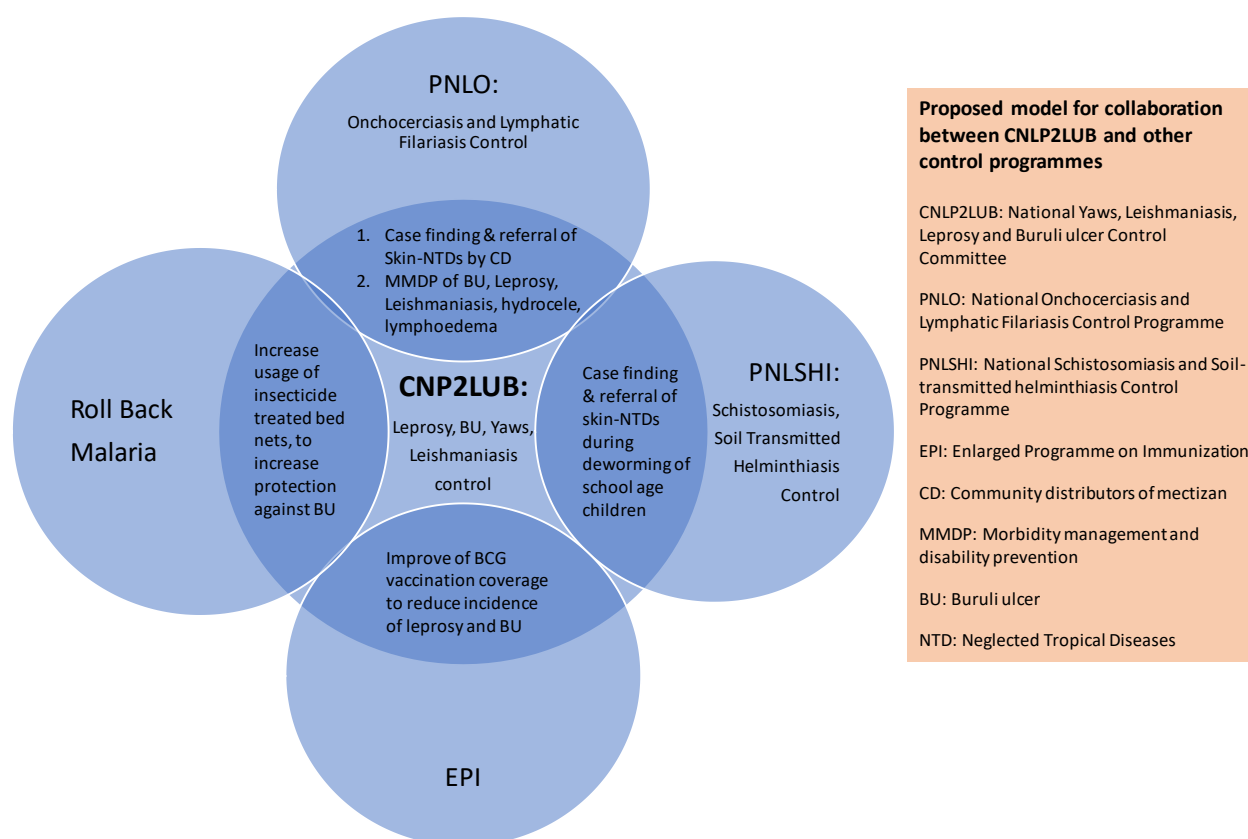 PNLO:
Onchocerciasis and Lymphatic
Filariasis Control
1. Case finding & referral of
Skin-NTDs by CD
2. MMDP of BU, Leprosy,
Leishmaniasis, hydrocele,
lymphoedema
Roll Back
Malaria
Increase
usage of
insecticide
treated bed
nets, to
increase
protection
against BU
CNP2LUB:
Leprosy, BU, Yaws,
Leishmaniasis
control
Case finding
& referral of
skin-NTDs
during
deworming of
school age
children
PNLSHI:
Schistosomiasis,
Soil Transmitted
Helminthiasis
Control
Improve of BCG
vaccination coverage
to reduce incidence
of leprosy and BU
EPI
Proposed model for collaboration
between CNLP2LUB and other
control programmes
CNLP2LUB: National Yaws, Leishmaniasis,
Leprosy and Buruli ulcer Control
Committee
PNLO: National Onchocerciasis and
Lymphatic Filariasis Control Programme
PNLSHI: National Schistosomiasis and Soil-
transmitted helminthiasis Control
Programme
EPI: Enlarged Programme on Immunization
CD: Community distributors of mectizan
MMDP: Morbidity management and
disability prevention
BU: Buruli ulcer
NTD: Neglected Tropical Diseases